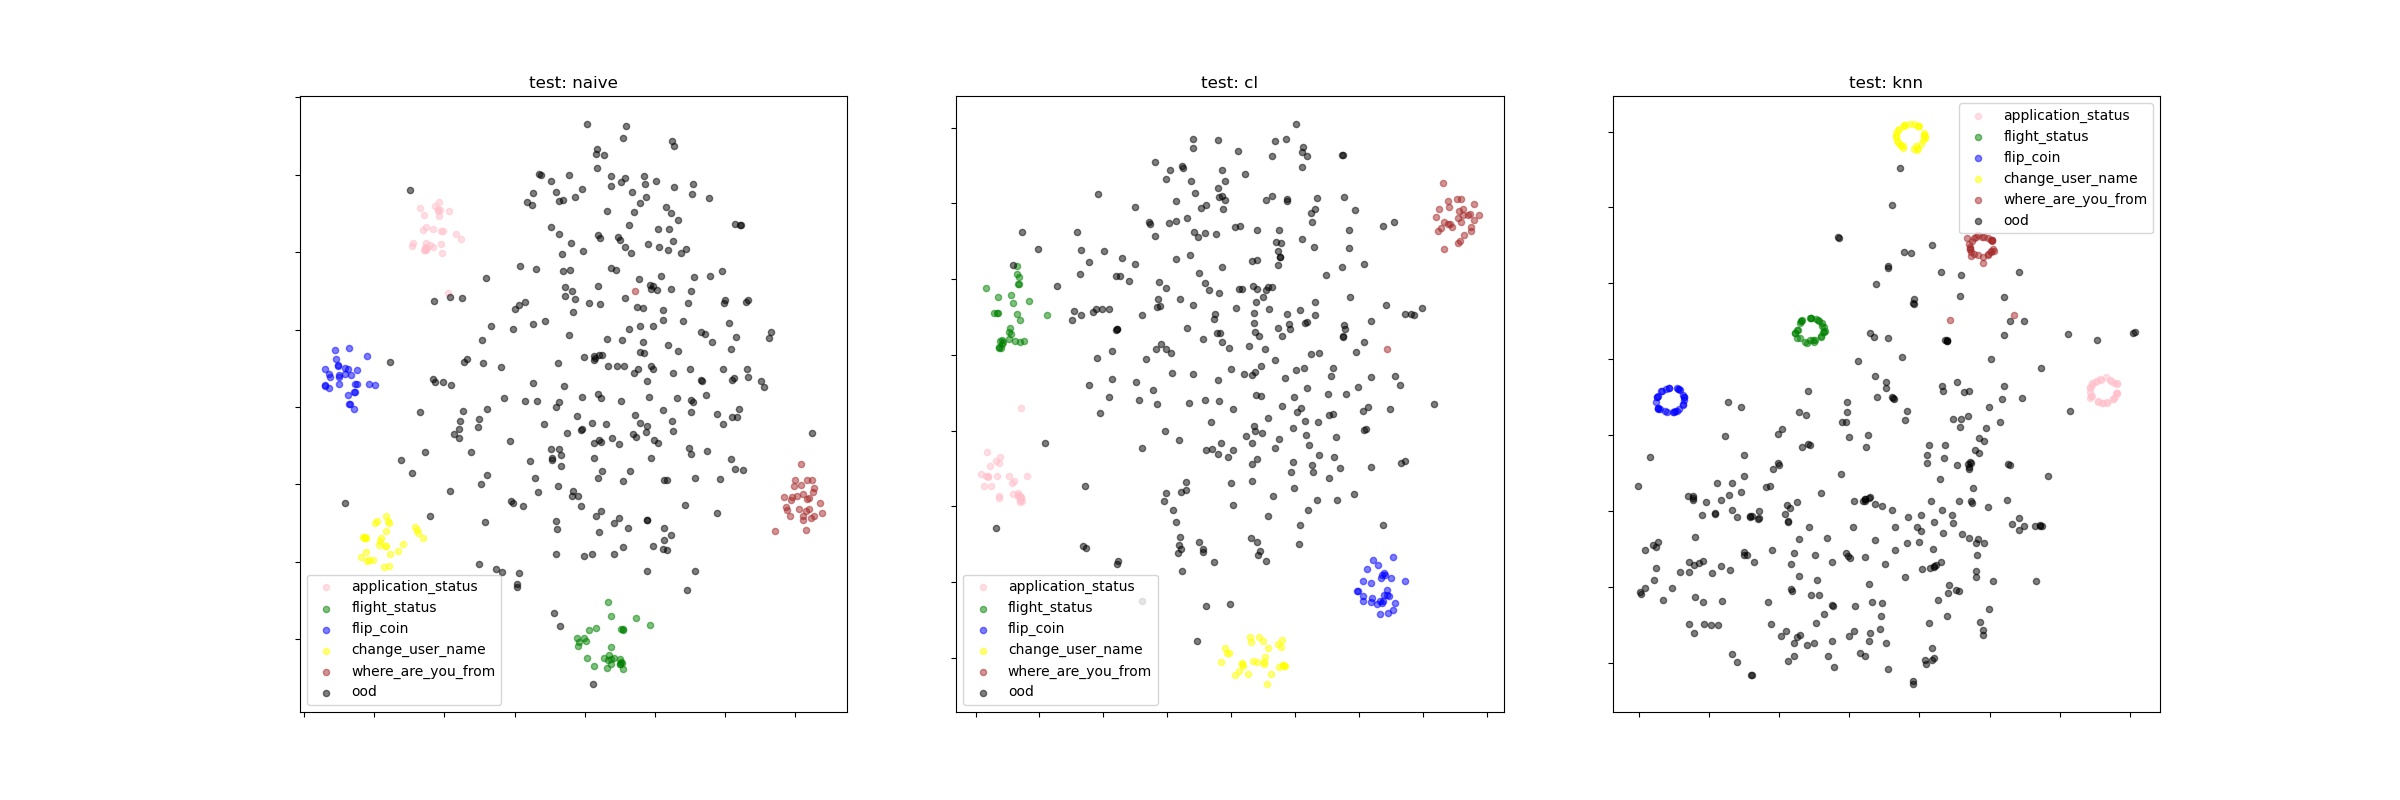 test: naive
application_status
flight_status
flip_coin
change_user_name
where_are_you_from
ood
test: cl
application_status
flight_status
flip_coin
change_user_name
where_are_you_from
ood
test: knn
application_status
flight_status
flip_coin
change_user_name
where_are_you_from
ood